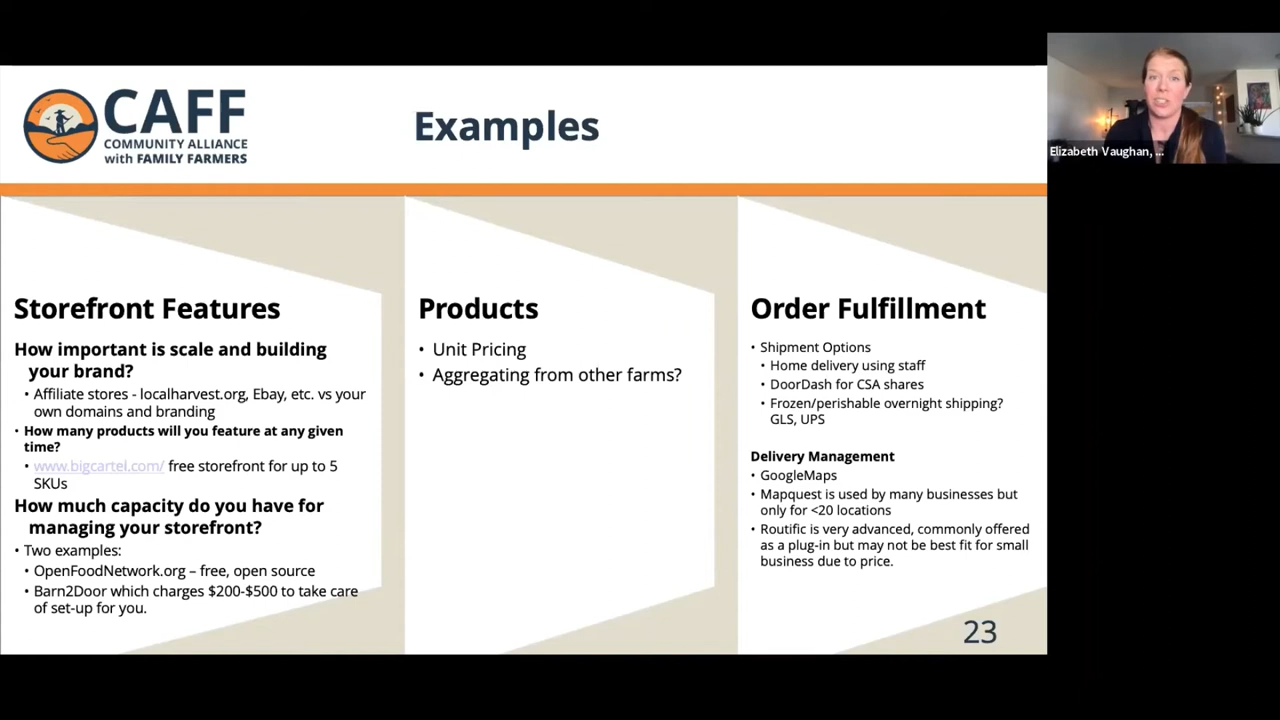 CAFF
COMMUNITY ALLIANCE
with FAMILY FARMERS
Examples
Elizabeth Vaughan, ...
Storefront Features
How important is scale and building
your brand?
• Affiliate stores - localharvest.org, Ebay, etc. vs your
own domains and branding
• How many products will you feature at any given
time?
• www.bigcartel.com/ free storefront for up to 5
SKUs
How much capacity do you have for
managing your storefront?
• Two examples:
• OpenFoodNetwork.org – free, open source
• Barn2Door which charges $200-$500 to take care
of set-up for you.
Products
• Unit Pricing
• Aggregating from other farms?
Order Fulfillment
• Shipment Options
• Home delivery using staff
• DoorDash for CSA shares
• Frozen/perishable overnight shipping?
GLS, UPS
Delivery Management
• GoogleMaps
• Mapquest is used by many businesses but
only for <20 locations
• Routific is very advanced, commonly offered
as a plug-in but may not be best fit for small
business due to price.
23